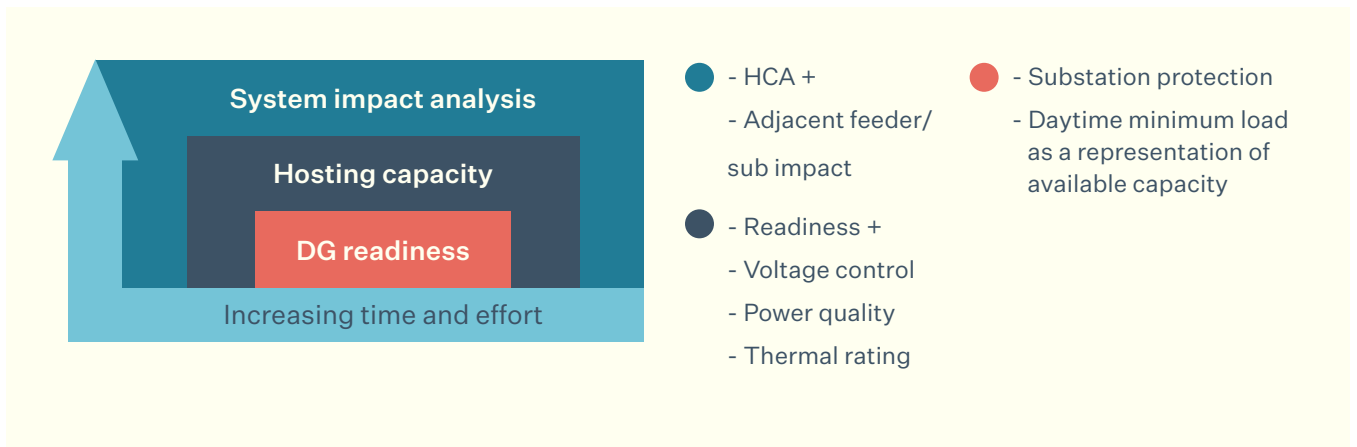 System impact analysis
Hosting capacity
DG readiness
Increasing time and effort
- HCA +
- Adjacent feeder/
sub impact
- Readiness +
- Voltage control
- Power quality
- Thermal rating
- Substation protection
- Daytime minimum load
as a representation of
available capacity